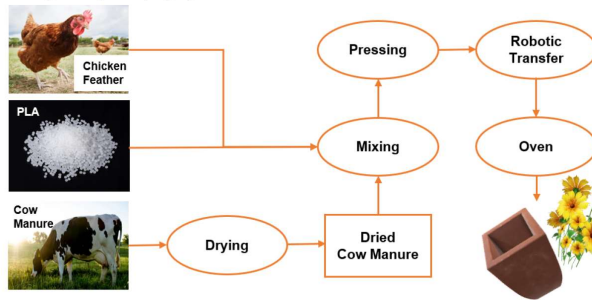 Chicken
Feather
PLA
Cow
Manure
Drying
Dried
Cow Manure
Mixing
Pressing
Robotic
Transfer
Oven